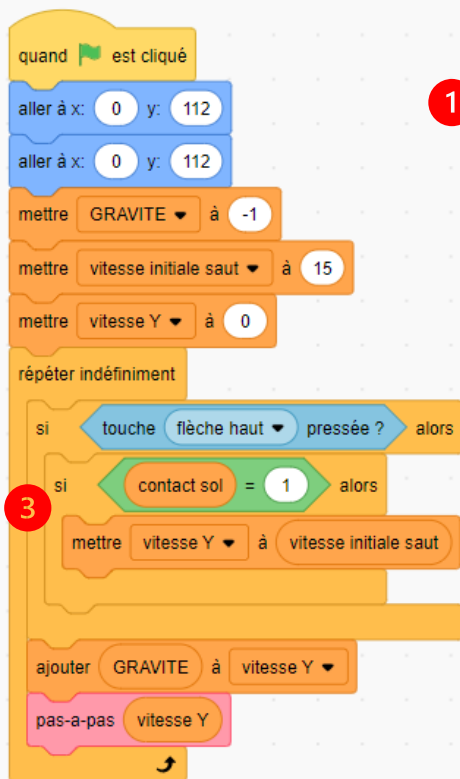 quand est cliqué
1
aller à x: 0 y: 112
aller à x: 0 y: 112
mettre GRAVITE à -1
mettre vitesse initiale saut à 15
mettre vitesse Y à 0
répéter indéfiniment
si touche flèche haut pressée ? alors
si contact sol = 1 alors
3
mettre vitesse Y à vitesse initiale saut
ajouter GRAVITE à vitesse Y
pas-a-pas vitesse Y